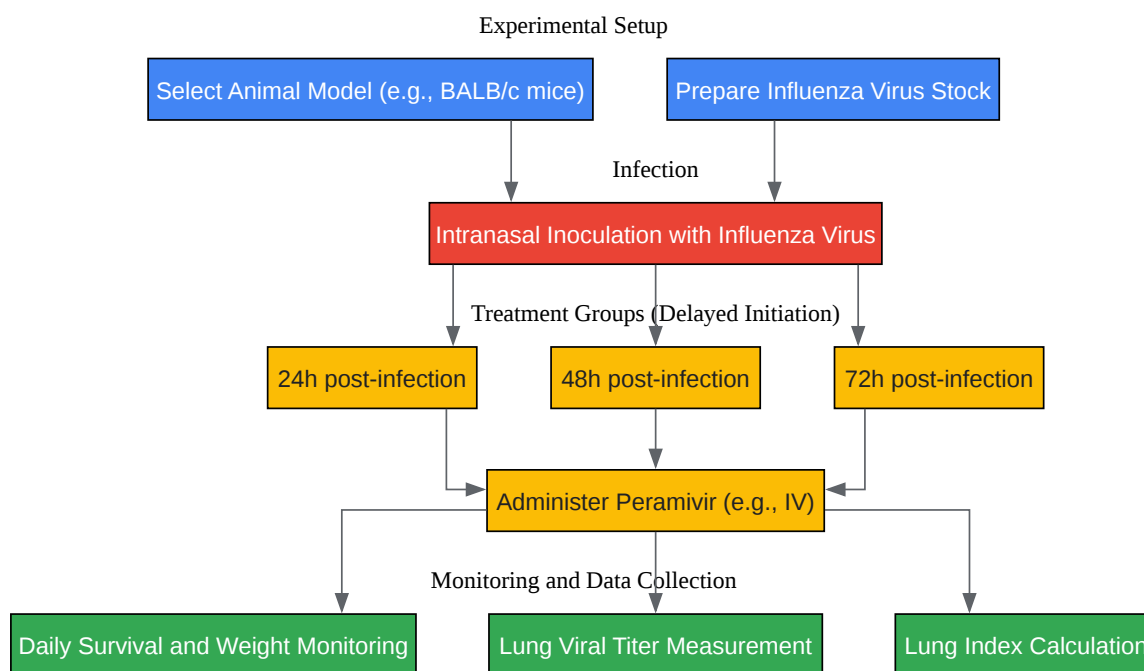 Experimental Setup
Select Animal Model (e.g., BALB/c mice)
Prepare Influenza Virus Stock
Infection
Intranasal Inoculation with Influenza Virus
Treatment Groups (Delayed Initiation)
24h post-infection
48h post-infection
72h post-infection
Administer Peramivir (e.g., IV)
Monitoring and Data Collection
Daily Survival and Weight Monitoring
Lung Viral Titer Measurement
Lung Index Calculation